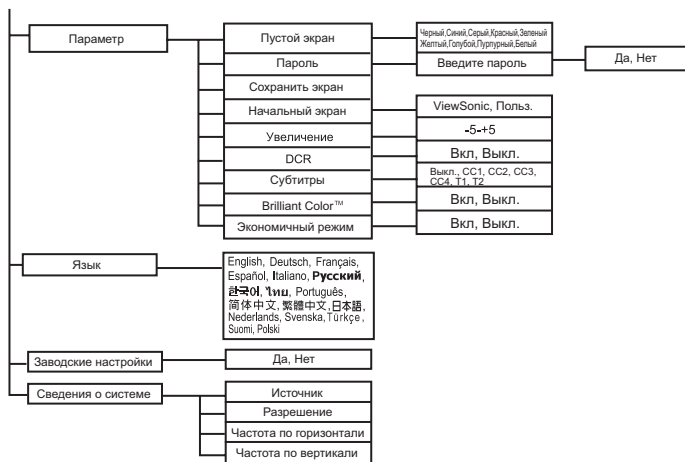 Параметр
Пустой экран
Черный,Синий,Серый,Красный,Зеленый
Желтый,Голубой,Пурпурный,Белый
Пароль
Введите пароль
Да, Нет
Сохранить экран
Начальный экран
ViewSonic, Польз.
Увеличение
-5-+5
DCR
Вкл, Выкл.
Субтитры
Выкл., CC1, CC2, CC3,
CC4, T1, T2
Brilliant Color™
Вкл, Выкл.
Экономичный режим
Вкл, Выкл.
Язык
English, Deutsch, Français,
Español, Italiano, Русский,
한국어, ไทย, Português,
简体中文, 繁體中文, 日本語,
Nederlands, Svenska, Türkçe,
Suomi, Polski
Заводские настройки
Да, Нет
Сведения о системе
Источник
Разрешение
Частота по горизонтали
Частота по вертикали